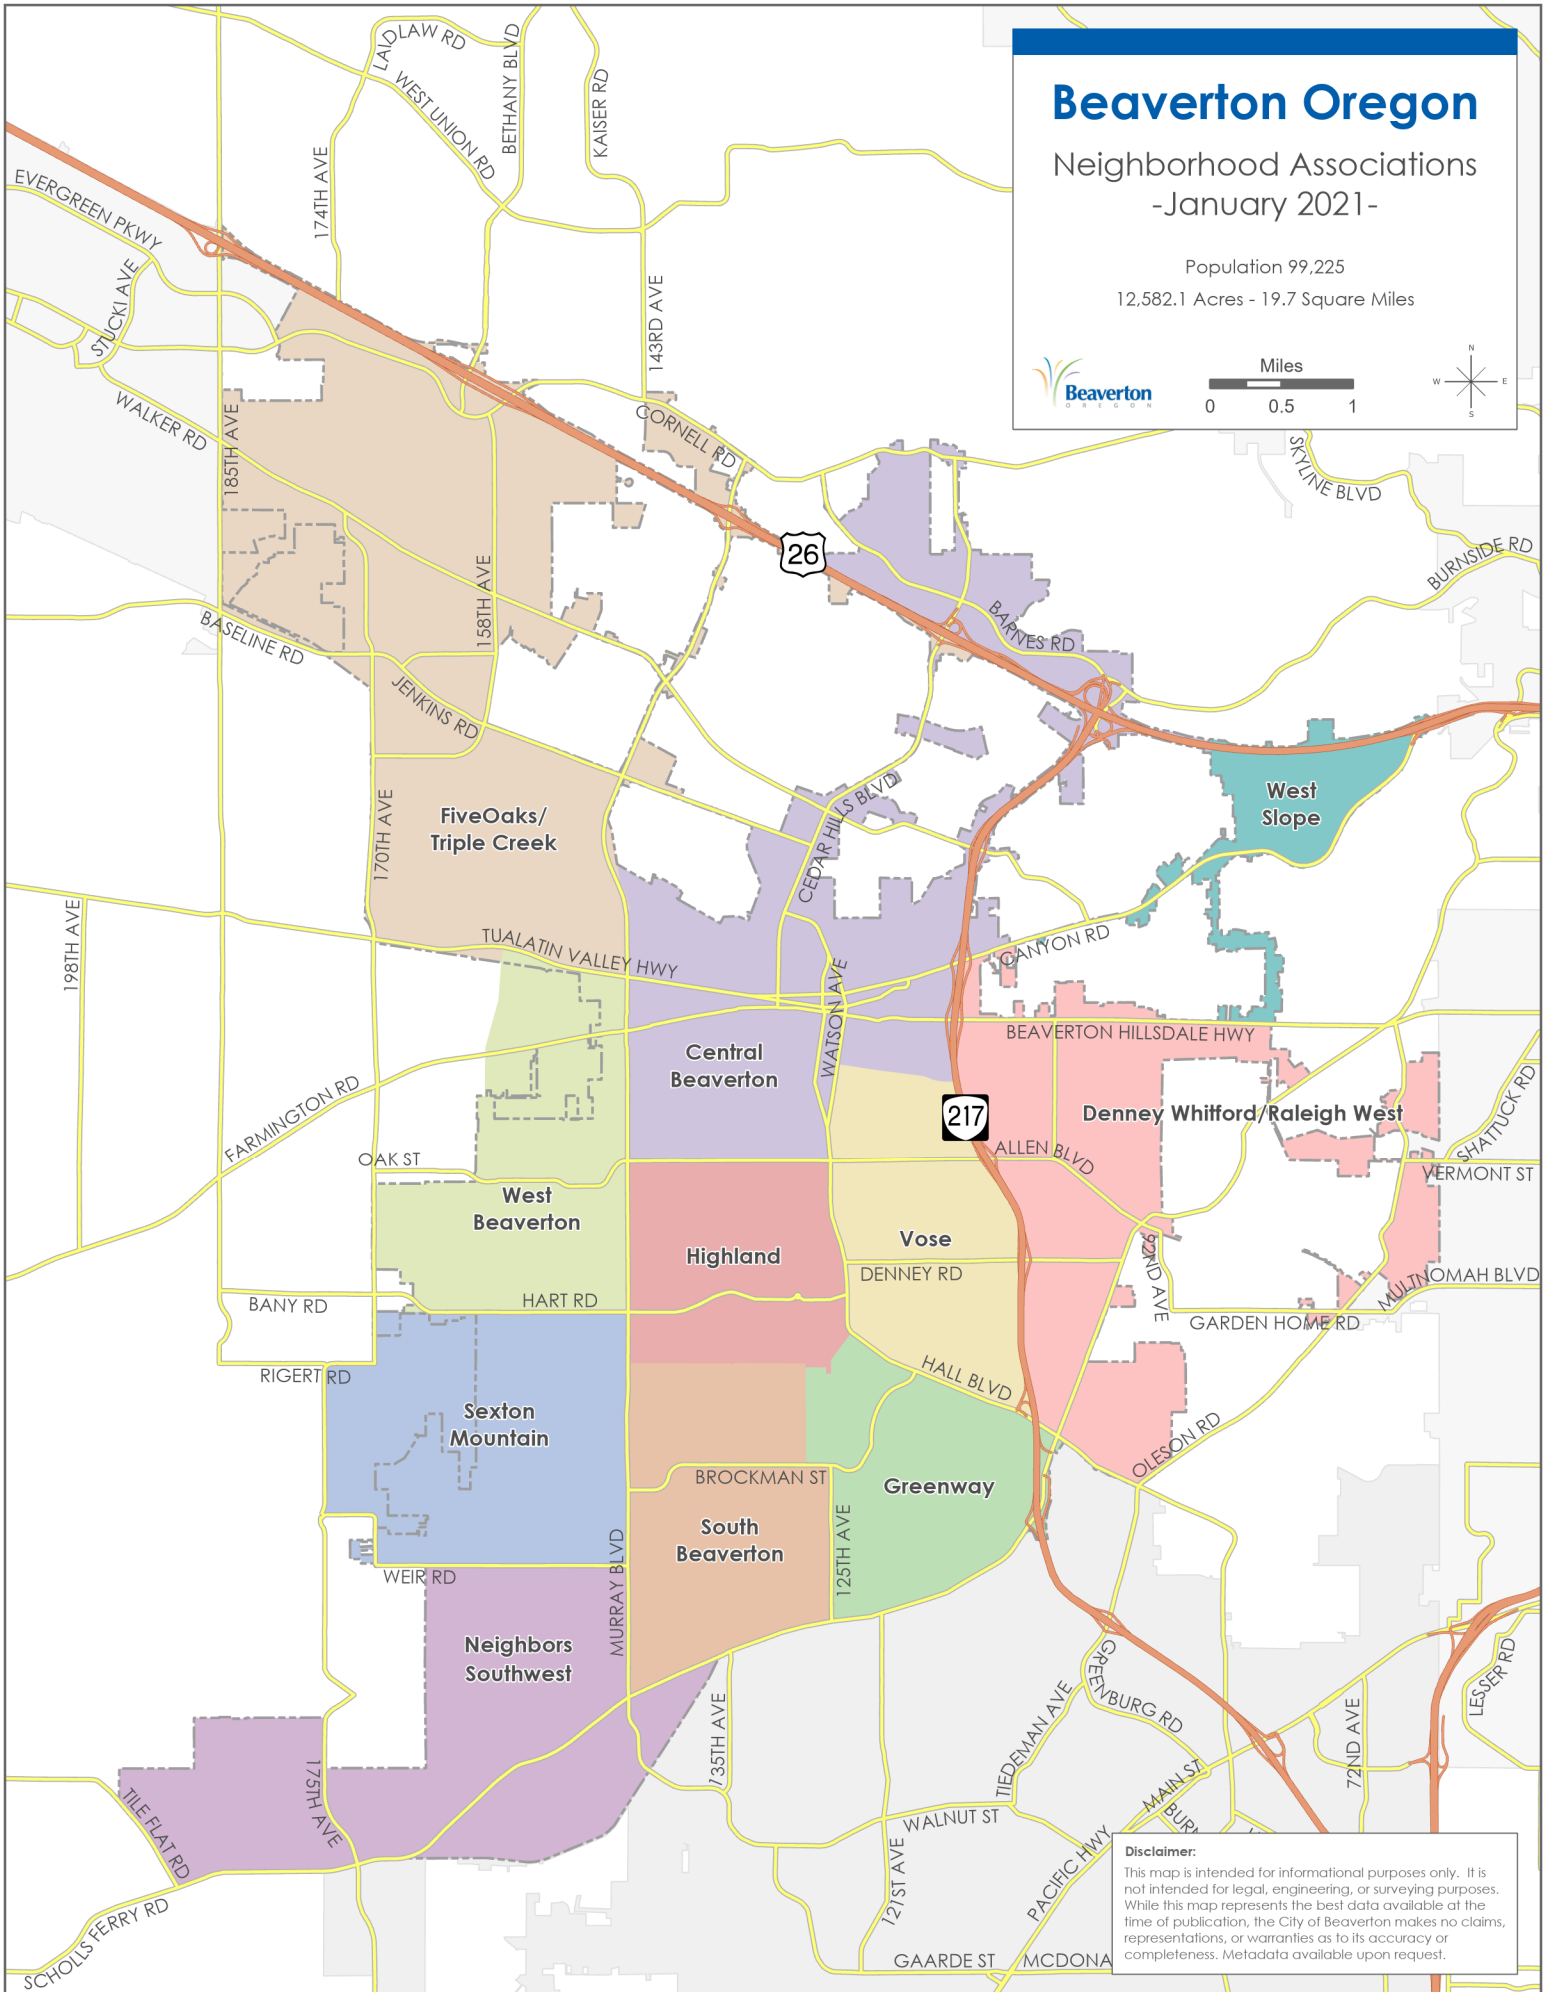 Beaverton Oregon
Neighborhood Associations
-January 2021-
Population 99,225
12,582.1 Acres - 19.7 Square Miles
Beaverton
OREGON
Miles
0 0.5 1
N
W E
S
LAIDLAW RD
WEST UNION RD
BETHANY BLVD
KAISER RD
174TH AVE
EVERGREEN PKWY
STUCKI AVE
143RD AVE
WALKER RD
185TH AVE
CORNELL RD
SKYLINE BLVD
26
BURNSIDE RD
158TH AVE
BASELINE RD
BARNES RD
JENKINS RD
West
Slope
FiveOaks/
Triple Creek
170TH AVE
CEDAR HILLS BLVD
198TH AVE
TUALATIN VALLEY HWY
CANYON RD
WATSON AVE
BEAVERTON HILLSDALE HWY
Central
Beaverton
217
Denney Whitford/Raleigh West
SHATTUCK RD
FARMINGTON RD
OAK ST
ALLEN BLVD
VERMONT ST
West
Beaverton
Highland
Vose
DENNEY RD
92ND AVE
MULTNOMAH BLVD
BANY RD
HART RD
GARDEN HOME RD
RIGERT RD
HALL BLVD
Sexton
Mountain
OLESON RD
BROCKMAN ST
Greenway
South
Beaverton
125TH AVE
WEIR RD
MURRAY BLVD
Neighbors
Southwest
GREENBURG RD
LESSER RD
135TH AVE
TIEDEMAN AVE
72ND AVE
175TH AVE
TILE FLAT RD
MAIN ST
WALNUT ST
BURN
PACIFIC HWY
121ST AVE
SCHOLLS FERRY RD
GAARDE ST
MCDONA
Disclaimer:
This map is intended for informational purposes only. It is
not intended for legal, engineering, or surveying purposes.
While this map represents the best data available at the
time of publication, the City of Beaverton makes no claims,
representations, or warranties as to its accuracy or
completeness. Metadata available upon request.